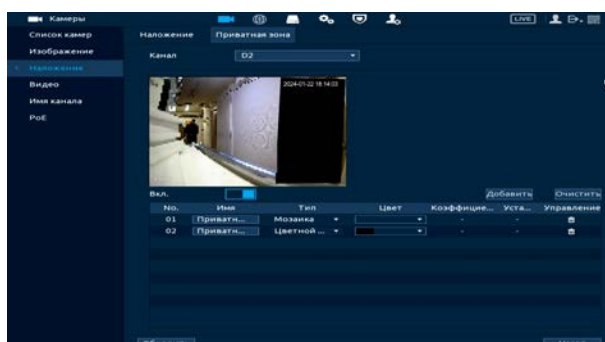 Камеры
LIVE
Список камер
Изображение
Наложение
Видео
Имя канала
PoE
Наложение Приватная зона
Канал D2
2024-01-22 18:14:03
Вкл.
Добавить Очистить
No. Имя Тип Цвет Коэффицие... Уста... Управление
01 Приватн... Мозаика - -
02 Приватн... Цветной ... - -